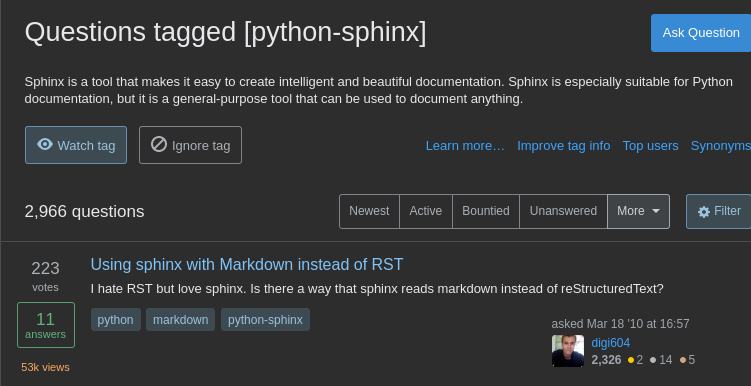 Questions tagged [python-sphinx]
Ask Question
Sphinx is a tool that makes it easy to create intelligent and beautiful documentation. Sphinx is especially suitable for Python
documentation, but it is a general-purpose tool that can be used to document anything.
Watch tag
Ignore tag
Learn more…
Improve tag info
Top users
Synonyms
2,966 questions
Newest
Active
Bountied
Unanswered
More
Filter
223
votes
11
answers
53k views
Using sphinx with Markdown instead of RST
I hate RST but love sphinx. Is there a way that sphinx reads markdown instead of reStructuredText?
python
markdown
python-sphinx
asked Mar 18 '10 at 16:57
digi604
2,326 ●2 ●14 ●5